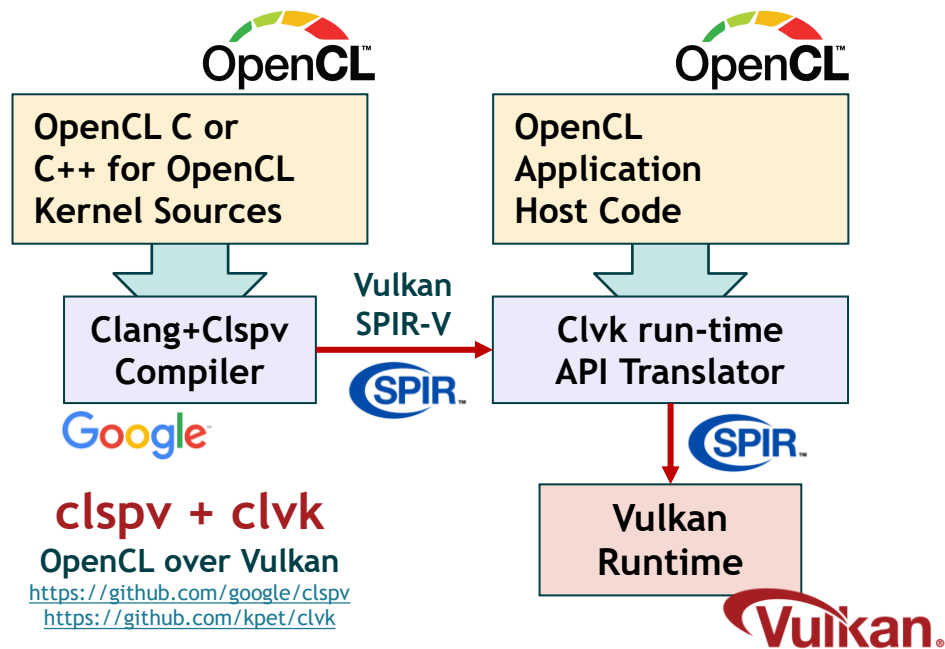 OpenCL™
OpenCL™
OpenCL C or
C++ for OpenCL
Kernel Sources
OpenCL
Application
Host Code
Vulkan
SPIR-V
Clang+Clspv
Compiler
Clvk run-time
API Translator
SPIR™
Google
SPIR™
clspv + clvk
OpenCL over Vulkan
https://github.com/google/clspv
https://github.com/kpet/clvk
Vulkan
Runtime
Vulkan®